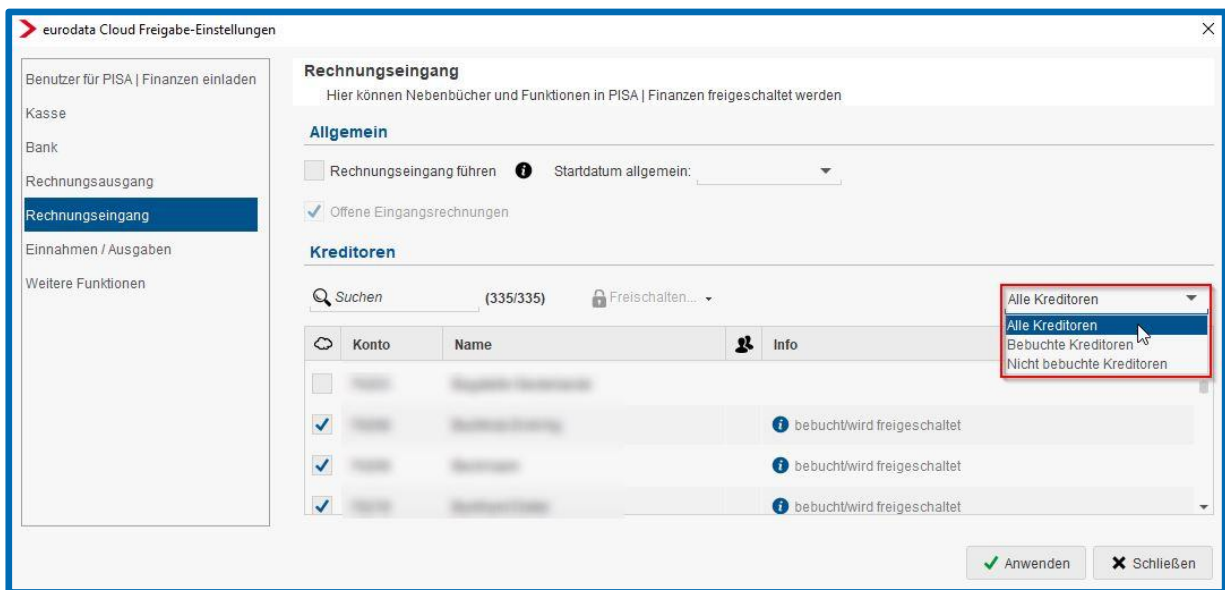 eurodata Cloud Freigabe-Einstellungen
Benutzer für PISA | Finanzen einladen
Kasse
Bank
Rechnungsausgang
Rechnungseingang
Einnahmen / Ausgaben
Weitere Funktionen
Rechnungseingang
Hier können Nebenbücher und Funktionen in PISA | Finanzen freigeschaltet werden
Allgemein
Rechnungseingang führen Startdatum allgemein:
Offene Eingangsrechnungen
Kreditoren
Suchen (335/335) Freischalten... Alle Kreditoren
Alle Kreditoren
Bebuchte Kreditoren
Nicht bebuchte Kreditoren
Konto Name Info
bebucht/wird freigeschaltet
bebucht/wird freigeschaltet
bebucht/wird freigeschaltet
Anwenden Schließen